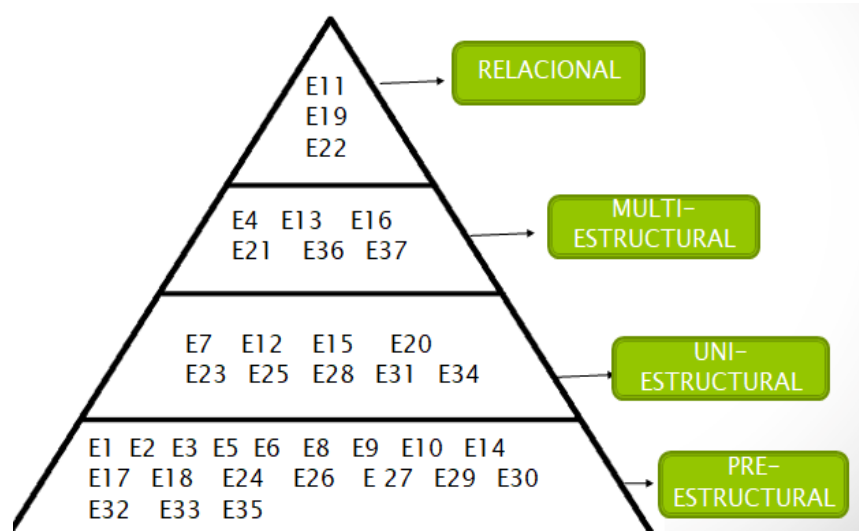 E11
E19
E22
RELACIONAL
E4 E13 E16
E21 E36 E37
MULTI-
ESTRUCTURAL
E7 E12 E15 E20
E23 E25 E28 E31 E34
UNI-
ESTRUCTURAL
E1 E2 E3 E5 E6 E8 E9 E10 E14
E17 E18 E24 E26 E 27 E29 E30
E32 E33 E35
PRE-
ESTRUCTURAL